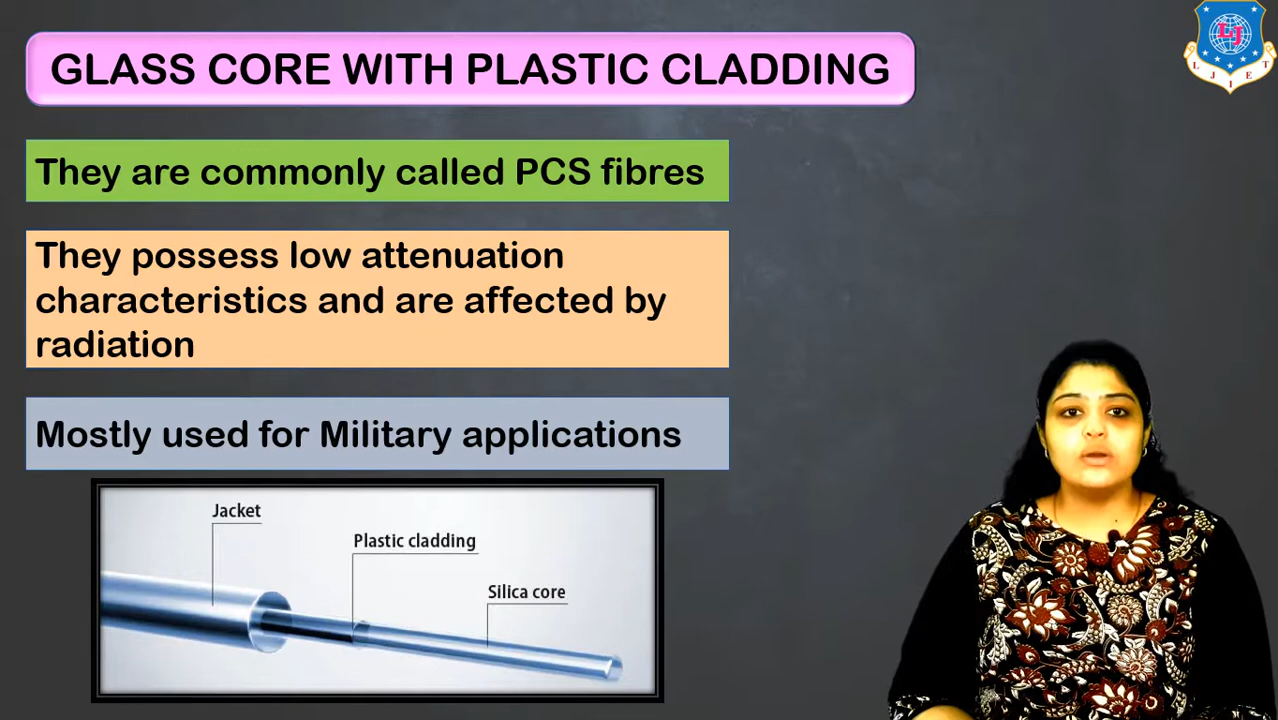 GLASS CORE WITH PLASTIC CLADDING
They are commonly called PCS fibres
They possess low attenuation
characteristics and are affected by
radiation
Mostly used for Military applications
Jacket
Plastic cladding
Silica core
LJ
L J I E T